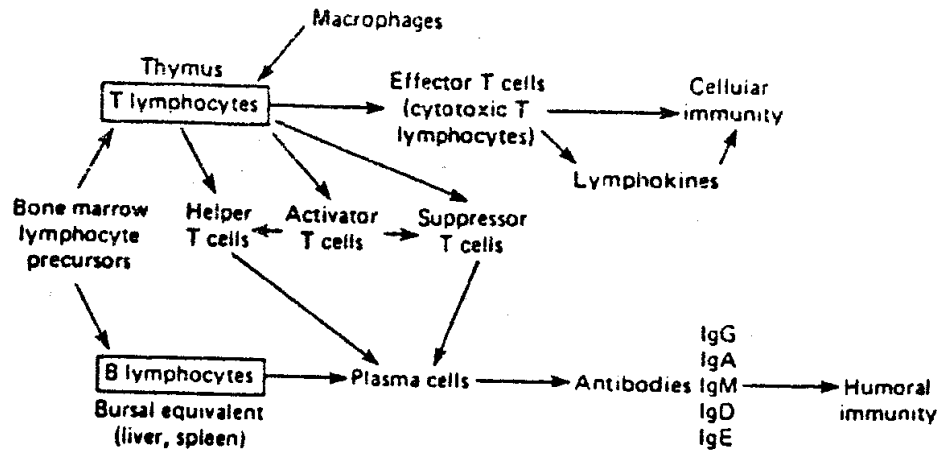 Macrophages
Thymus
T lymphocytes
Effector T cells
(cytotoxic T
lymphocytes)
Cellular
immunity
Lymphokines
Bone marrow
lymphocyte
precursors
Helper
T cells
Activator
T cells
Suppressor
T cells
B lymphocytes
Bursal equivalent
(liver, spleen)
Plasma cells
Antibodies
IgG
IgA
IgM
IgD
IgE
Humoral
immunity